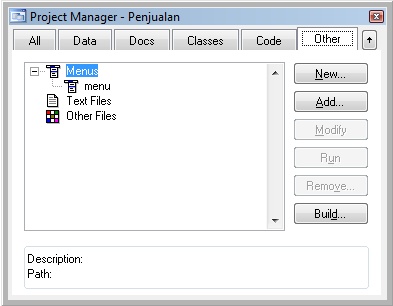 Project Manager - Penjualan
All Data Docs Classes Code Other
Menus
menu
Text Files
Other Files
New...
Add...
Modify
Run
Remove...
Build...
Description:
Path: